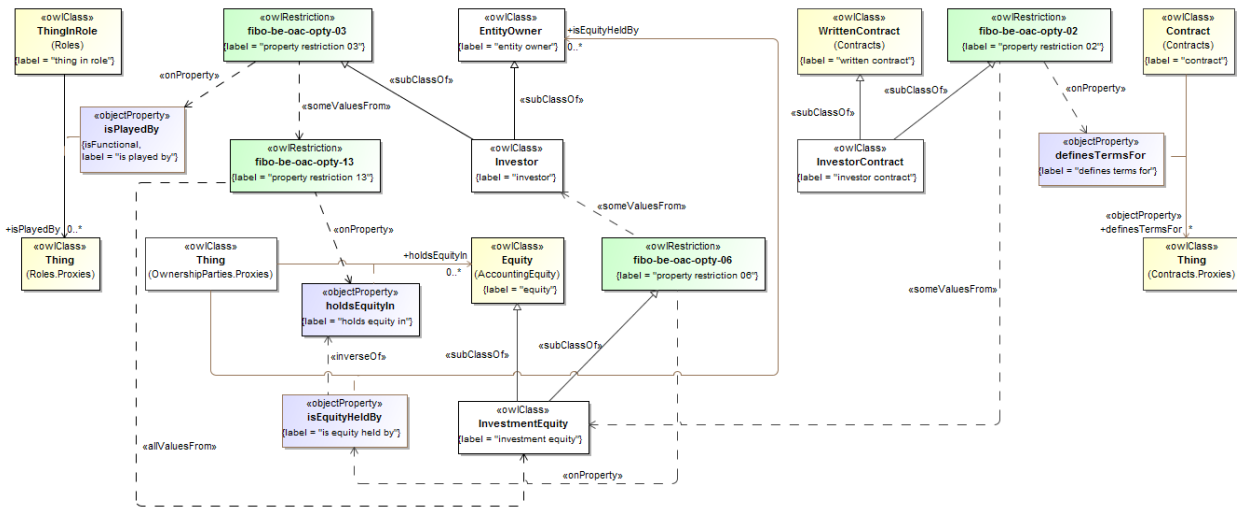 «owlClass»
ThingInRole
(Roles)
{label = "thing in role"}
«owlRestriction»
fibo-be-oac-opty-03
{label = "property restriction 03"}
«owlClass»
EntityOwner
{label = "entity owner"}
+isEquityHeldBy
0..*
«owlClass»
WrittenContract
(Contracts)
{label = "written contract"}
«owlRestriction»
fibo-be-oac-opty-02
{label = "property restriction 02"}
«owlClass»
Contract
(Contracts)
{label = "contract"}
«onProperty»
«subClassOf»
«someValuesFrom»
«subClassOf»
«subClassOf»
«subClassOf»
«onProperty»
«objectProperty»
isPlayedBy
{isFunctional,
label = "is played by"}
«owlRestriction»
fibo-be-oac-opty-13
{label = "property restriction 13"}
«owlClass»
Investor
{label = "investor"}
«owlClass»
InvestorContract
{label = "investor contract"}
«objectProperty»
definesTermsFor
{label = "defines terms for"}
«someValuesFrom»
«onProperty»
+isPlayedBy 0..*
«objectProperty»
+definesTermsFor *
«owlClass»
Thing
(Roles.Proxies)
«owlClass»
Thing
(OwnershipParties.Proxies)
+holdsEquityIn
0..*
«owlClass»
Equity
(AccountingEquity)
{label = "equity"}
«owlRestriction»
fibo-be-oac-opty-06
{label = "property restriction 06"}
«owlClass»
Thing
(Contracts.Proxies)
«someValuesFrom»
«objectProperty»
holdsEquityIn
{label = "holds equity in"}
«inverseOf»
«subClassOf»
«subClassOf»
«objectProperty»
isEquityHeldBy
{label = "is equity held by"}
«owlClass»
InvestmentEquity
{label = "investment equity"}
«allValuesFrom»
«onProperty»